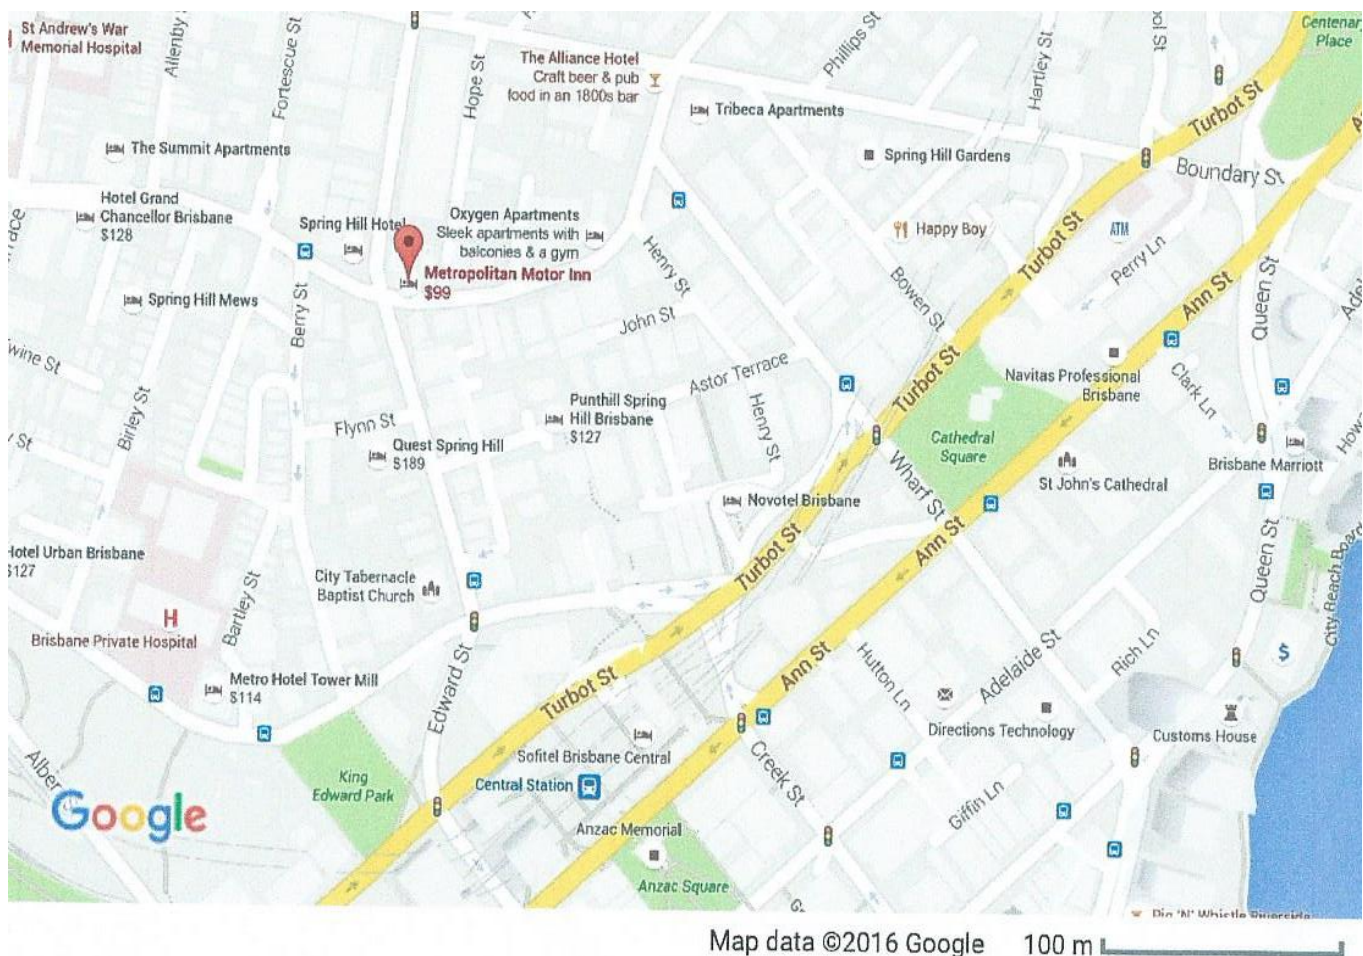 St Andrew's War
Memorial Hospital
Allenby
Fortescue St
Hope St
The Alliance Hotel
Craft beer & pub
food in an 1800s bar
Phillips St
Hartley St
Centenary
Place
Turbot St
Tribeca Apartments
The Summit Apartments
Spring Hill Gardens
Boundary St
Hotel Grand
Chancellor Brisbane
$128
Spring Hill Hotel
Oxygen Apartments
Sleek apartments with
balconies & a gym
Metropolitan Motor Inn
$99
Henry St
Happy Boy
ATM
Perry Ln
Turbot St
Ann St
Queen St
Bowen St
Spring Hill Mews
Berry St
John St
Astor Terrace
Turbot St
Navitas Professional
Brisbane
Clark Ln
Birley St
Flynn St
Punthill Spring
Hill Brisbane
$127
Henry St
Quest Spring Hill
$189
Cathedral
Square
Wharf St
St John's Cathedral
Brisbane Marriott
Novotel Brisbane
Ann St
Turbot St
Hotel Urban Brisbane
$127
City Tabernacle
Baptist Church
Bartley St
H
Brisbane Private Hospital
Queen St
City Reach Board
Metro Hotel Tower Mill
$114
Edward St
Turbot St
Ann St
Hutton Ln
Adelaide St
Rich Ln
$
Directions Technology
Customs House
Sofitel Brisbane Central
Central Station
Creek St
Giffin Ln
King
Edward Park
Google
Anzac Memorial
Anzac Square
Pig 'N' Whistle Riverside
Map data ©2016 Google 100 m